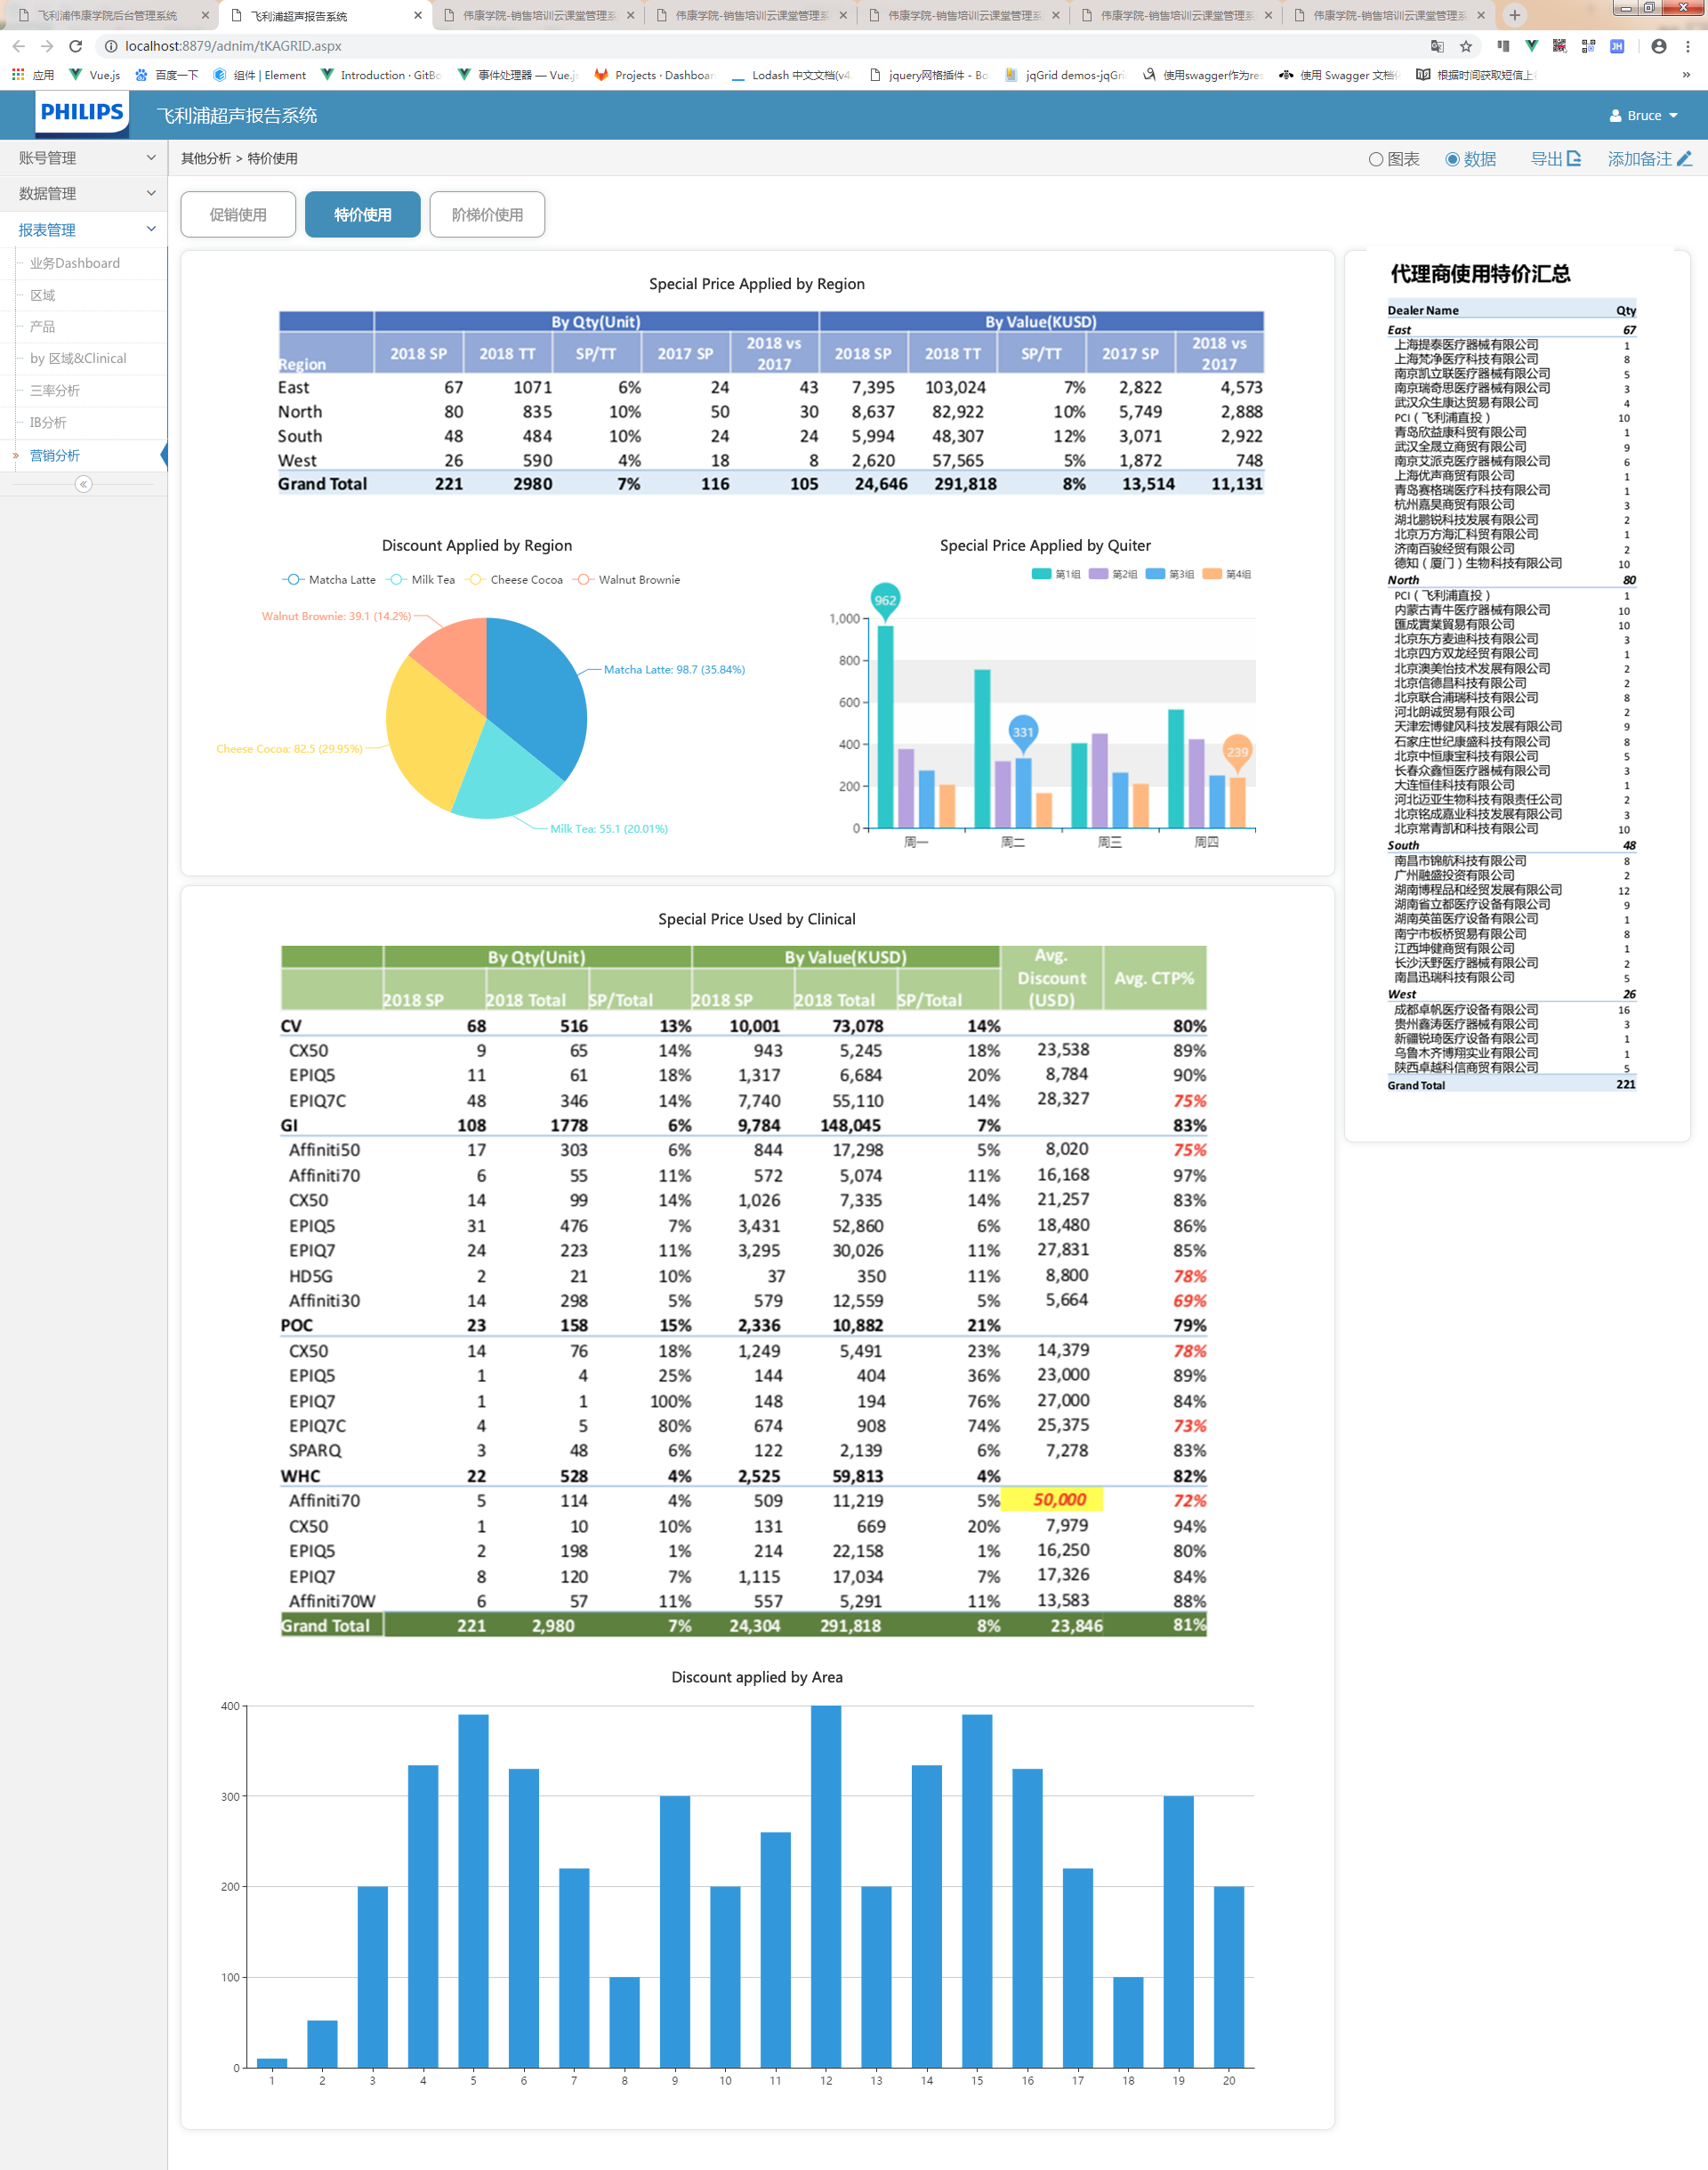 飞利浦伟康学院后台管理系统 飞利浦超声报告系统 伟康学院-销售培训云课堂管理系 伟康学院-销售培训云课堂管理系 伟康学院-销售培训云课堂管理系 伟康学院-销售培训云课堂管理系 伟康学院-销售培训云课堂管理系
localhost:8879/adnim/tKAGRID.aspx
应用 Vue.js 百度一下 组件 | Element Introduction · GitBo 事件处理器 — Vue.js Projects · Dashboar Lodash 中文文档(v4. jquery网格插件 - Bo jqGrid demos-jqGri 使用swagger作为res 使用 Swagger 文档 根据时间获取短信上 »
PHILIPS 飞利浦超声报告系统 Bruce
账号管理
数据管理
报表管理
业务Dashboard
区域
产品
by 区域&Clinical
三率分析
IB分析
营销分析
其他分析 > 特价使用 图表 数据 导出 添加备注
促销使用 特价使用 阶梯价使用
Special Price Applied by Region
By Qty(Unit) By Value(KUSD)
Region 2018 SP 2018 TT SP/TT 2017 SP 2018 vs 2017 2018 SP 2018 TT SP/TT 2017 SP 2018 vs 2017
East 67 1071 6% 24 43 7,395 103,024 7% 2,822 4,573
North 80 835 10% 50 30 8,637 82,922 10% 5,749 2,888
South 48 484 10% 24 24 5,994 48,307 12% 3,071 2,922
West 26 590 4% 18 8 2,620 57,565 5% 1,872 748
Grand Total 221 2980 7% 116 105 24,646 291,818 8% 13,514 11,131
Discount Applied by Region
Matcha Latte Milk Tea Cheese Cocoa Walnut Brownie
Walnut Brownie: 39.1 (14.2%)
Matcha Latte: 98.7 (35.84%)
Cheese Cocoa: 82.5 (29.95%)
Milk Tea: 55.1 (20.01%)
Special Price Applied by Quiter
第1组 第2组 第3组 第4组
962
331
239
1,000
800
600
400
200
0
周一 周二 周三 周四
Special Price Used by Clinical
By Qty(Unit) By Value(KUSD) Avg. Discount (USD) Avg. CTP%
2018 SP 2018 Total SP/Total 2018 SP 2018 Total SP/Total
CV 68 516 13% 10,001 73,078 14% 80%
CX50 9 65 14% 943 5,245 18% 23,538 89%
EPIQ5 11 61 18% 1,317 6,684 20% 8,784 90%
EPIQ7C 48 346 14% 7,740 55,110 14% 28,327 75%
GI 108 1778 6% 9,784 148,045 7% 83%
Affiniti50 17 303 6% 844 17,298 5% 8,020 75%
Affiniti70 6 55 11% 572 5,074 11% 16,168 97%
CX50 14 99 14% 1,026 7,335 14% 21,257 83%
EPIQ5 31 476 7% 3,431 52,860 6% 18,480 86%
EPIQ7 24 223 11% 3,295 30,026 11% 27,831 85%
HD5G 2 21 10% 37 350 11% 8,800 78%
Affiniti30 14 298 5% 579 12,559 5% 5,664 69%
POC 23 158 15% 2,336 10,882 21% 79%
CX50 14 76 18% 1,249 5,491 23% 14,379 78%
EPIQ5 1 4 25% 144 404 36% 23,000 89%
EPIQ7 1 1 100% 148 194 76% 27,000 84%
EPIQ7C 4 5 80% 674 908 74% 25,375 73%
SPARQ 3 48 6% 122 2,139 6% 7,278 83%
WHC 22 528 4% 2,525 59,813 4% 82%
Affiniti70 5 114 4% 509 11,219 5% 50,000 72%
CX50 1 10 10% 131 669 20% 7,979 94%
EPIQ5 2 198 1% 214 22,158 1% 16,250 80%
EPIQ7 8 120 7% 1,115 17,034 7% 17,326 84%
Affiniti70W 6 57 11% 557 5,291 11% 13,583 88%
Grand Total 221 2,980 7% 24,304 291,818 8% 23,846 81%
Discount applied by Area
400
300
200
100
0
1 2 3 4 5 6 7 8 9 10 11 12 13 14 15 16 17 18 19 20
代理商使用特价汇总
Dealer Name Qty
East 67
上海提泰医疗器械有限公司 1
上海梵净医疗科技有限公司 8
南京凯立联医疗器械有限公司 5
南京瑞奇思医疗器械有限公司 3
武汉众生康达贸易有限公司 4
PCI（飞利浦直投） 10
青岛欣益康科贸有限公司 1
武汉全晟立商贸有限公司 9
南京艾派克医疗器械有限公司 6
上海优声商贸有限公司 1
青岛赛格瑞医疗科技有限公司 1
杭州嘉昊商贸有限公司 3
湖北鹏锐科技发展有限公司 2
北京万方海汇科贸有限公司 1
济南百骏经贸有限公司 2
德知（厦门）生物科技有限公司 10
North 80
PCI（飞利浦直投） 1
内蒙古青牛医疗器械有限公司 10
匯成實業貿易有限公司 10
北京东方麦迪科技有限公司 3
北京四方双龙经贸有限公司 1
北京澳美怡技术发展有限公司 2
北京信德昌科技有限公司 2
北京联合浦瑞科技有限公司 8
河北朗诚贸易有限公司 2
天津宏博健风科技发展有限公司 9
石家庄世纪康盛科技有限公司 8
北京中恒康宝科技有限公司 5
长春众鑫恒医疗器械有限公司 3
大连恒佳科技有限公司 1
河北迈亚生物科技有限责任公司 2
北京铭成嘉业科技发展有限公司 3
北京常青凯和科技有限公司 10
South 48
南昌市锦航科技有限公司 8
广州融盛投资有限公司 2
湖南博程品和经贸发展有限公司 12
湖南省立都医疗设备有限公司 9
湖南英笛医疗设备有限公司 1
南宁市板桥贸易有限公司 8
江西坤健商贸有限公司 1
长沙沃野医疗器械有限公司 2
南昌迅瑞科技有限公司 5
West 26
成都卓帆医疗设备有限公司 16
贵州鑫涛医疗器械有限公司 3
新疆锐琦医疗设备有限公司 1
乌鲁木齐博翔实业有限公司 1
陕西卓越科信商贸有限公司 5
Grand Total 221